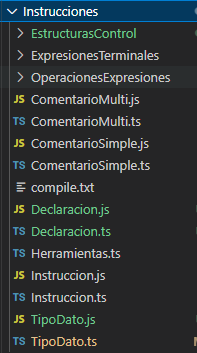 Instrucciones
EstructurasControl
ExpresionesTerminales
OperacionesExpresiones
JS ComentarioMulti.js
TS ComentarioMulti.ts
JS ComentarioSimple.js
TS ComentarioSimple.ts
compile.txt
JS Declaracion.js
TS Declaracion.ts
TS Herramientas.ts
JS Instruccion.js
TS Instruccion.ts
JS TipoDato.js
TS TipoDato.ts